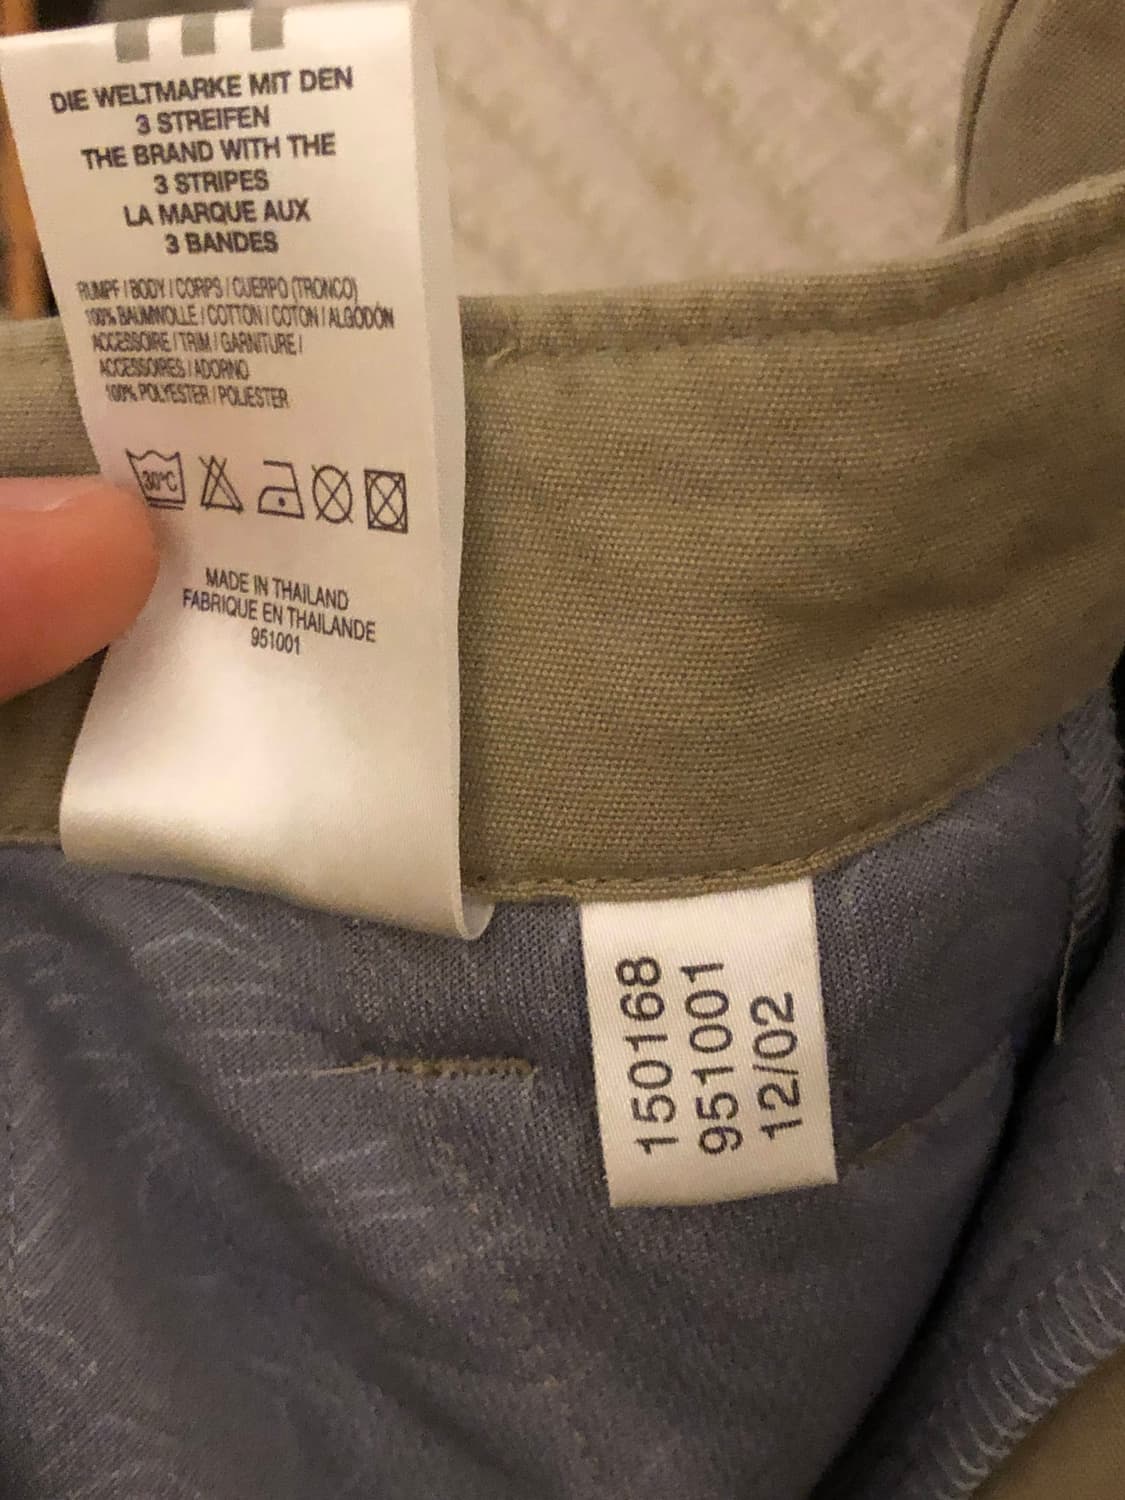 DIE WELTMARKE MIT DEN
3 STREIFEN
THE BRAND WITH THE
3 STRIPES
LA MARQUE AUX
3 BANDES
RUMPF / BODY / CORPS / CUERPO (TRONCO)
100% BAUMWOLLE / COTTON / COTON / ALGODÓN
ACCESSOIRE / TRIM / GARNITURE /
ACCESSOIRES / ADORNO
100% POLYESTER / POLIESTER
30°C
MADE IN THAILAND
FABRIQUE EN THAILANDE
951001
150168
951001
12/02